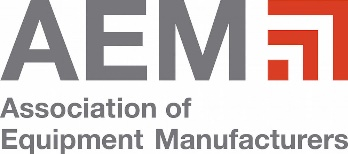 AEM
Association of
Equipment Manufacturers